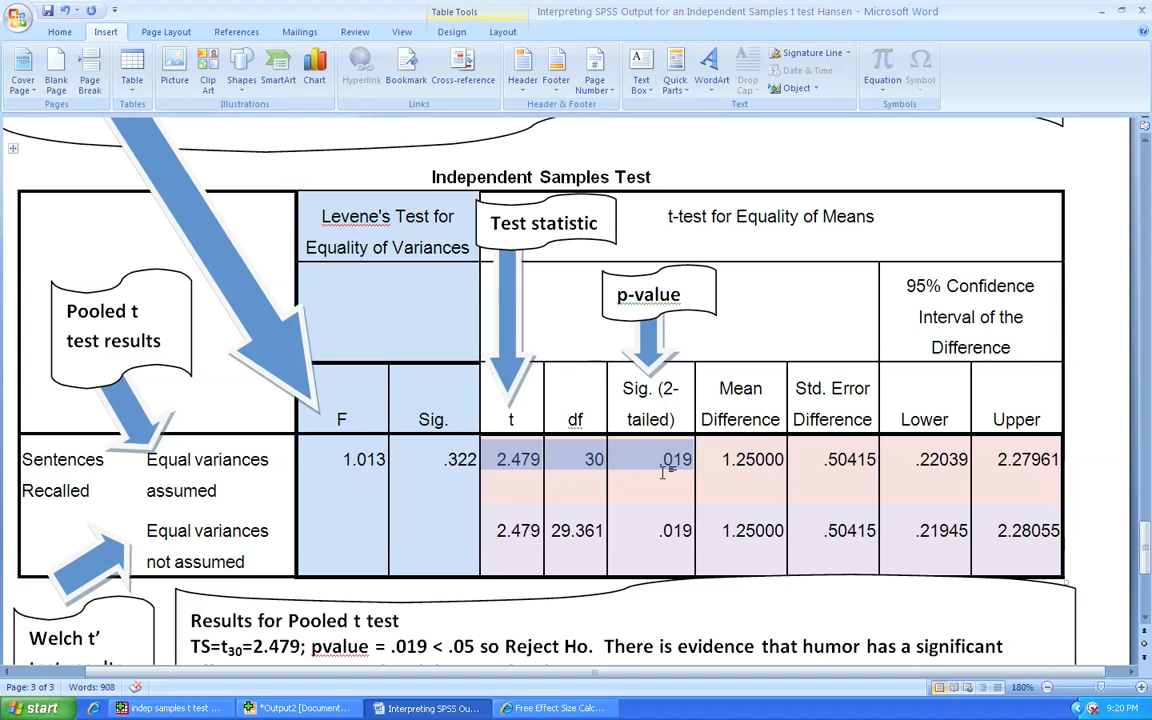 Table Tools
Interpreting SPSS Output for an Independent Samples t test Hansen - Microsoft Word
Home Insert Page Layout References Mailings Review View Design Layout
Cover Page
Blank Page
Page Break
Table
Picture
Clip Art
Shapes
SmartArt
Chart
Hyperlink
Bookmark
Cross-reference
Header
Footer
Page Number
Text Box
Quick Parts
WordArt
Drop Cap
Signature Line
Date & Time
Object
Equation
Symbol
Pages Tables Illustrations Links Header & Footer Text Symbols
Independent Samples Test
Levene's Test for
Equality of Variances
Test statistic
t-test for Equality of Means
Pooled t
test results
p-value
95% Confidence
Interval of the
Difference
F Sig. t df
Sig. (2-
tailed)
Mean
Difference
Std. Error
Difference
Lower Upper
Sentences
Recalled
Equal variances
assumed
1.013 .322 2.479 30 .019 1.25000 .50415 .22039 2.27961
Equal variances
not assumed
2.479 29.361 .019 1.25000 .50415 .21945 2.28055
Welch t’
Results for Pooled t test
TS=t30=2.479; pvalue = .019 < .05 so Reject Ho. There is evidence that humor has a significant
Page: 3 of 3 Words: 908 180%
start
indep samples t test ...
*Output2 [Document...
Interpreting SPSS Ou...
Free Effect Size Calc...
9:20 PM